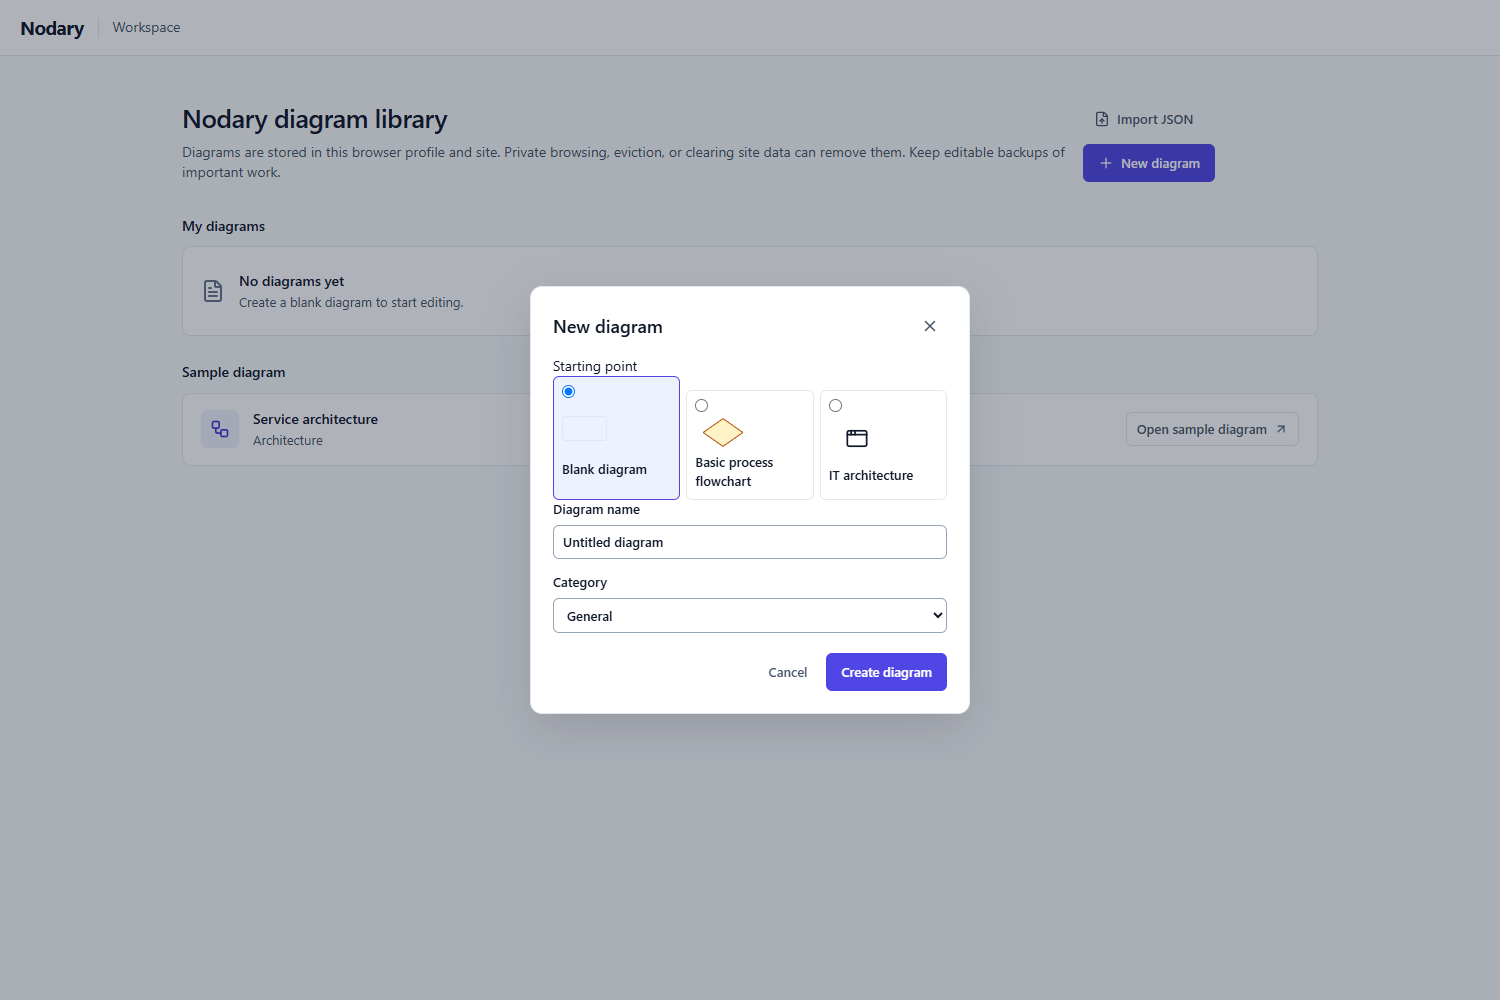 Nodary
Workspace
Nodary diagram library
Diagrams are stored in this browser profile and site. Private browsing, eviction, or clearing site data can remove them. Keep editable backups of
important work.
Import JSON
New diagram
My diagrams
No diagrams yet
Create a blank diagram to start editing.
Sample diagram
Service architecture
Architecture
Open sample diagram
New diagram
Starting point
Blank diagram
Basic process
flowchart
IT architecture
Diagram name
Untitled diagram
Category
General
Cancel
Create diagram